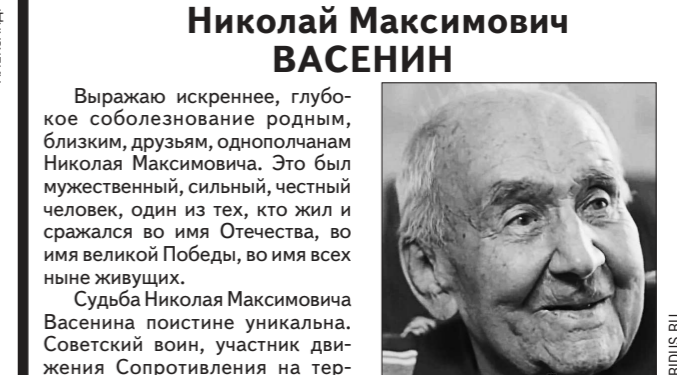 Николай Максимович
ВАСЕНИН
Выражаю искреннее, глубо-
кое соболезнование родным,
близким, друзьям, однополчанам
Николая Максимовича. Это был
мужественный, сильный, честный
человек, один из тех, кто жил и
сражался во имя Отечества, во
имя великой Победы, во имя всех
ныне живущих.
Судьба Николая Максимовича
Васенина поистине уникальна.
Советский воин, участник дви-
жения Сопротивления на тер-
RIDUS.RU